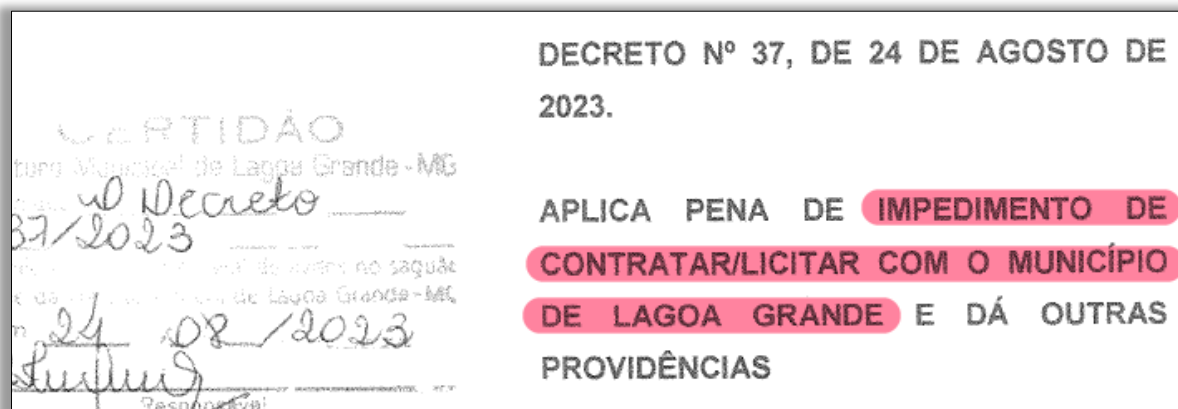 CERTIDÃO
Municipal de Lagoa Grande - MG
o Decreto
37/2023
no saguão
de Lagoa Grande - MG
24 08 / 2023
Responsável
DECRETO Nº 37, DE 24 DE AGOSTO DE
2023.
APLICA PENA DE IMPEDIMENTO DE
CONTRATAR/LICITAR COM O MUNICÍPIO
DE LAGOA GRANDE E DÁ OUTRAS
PROVIDÊNCIAS